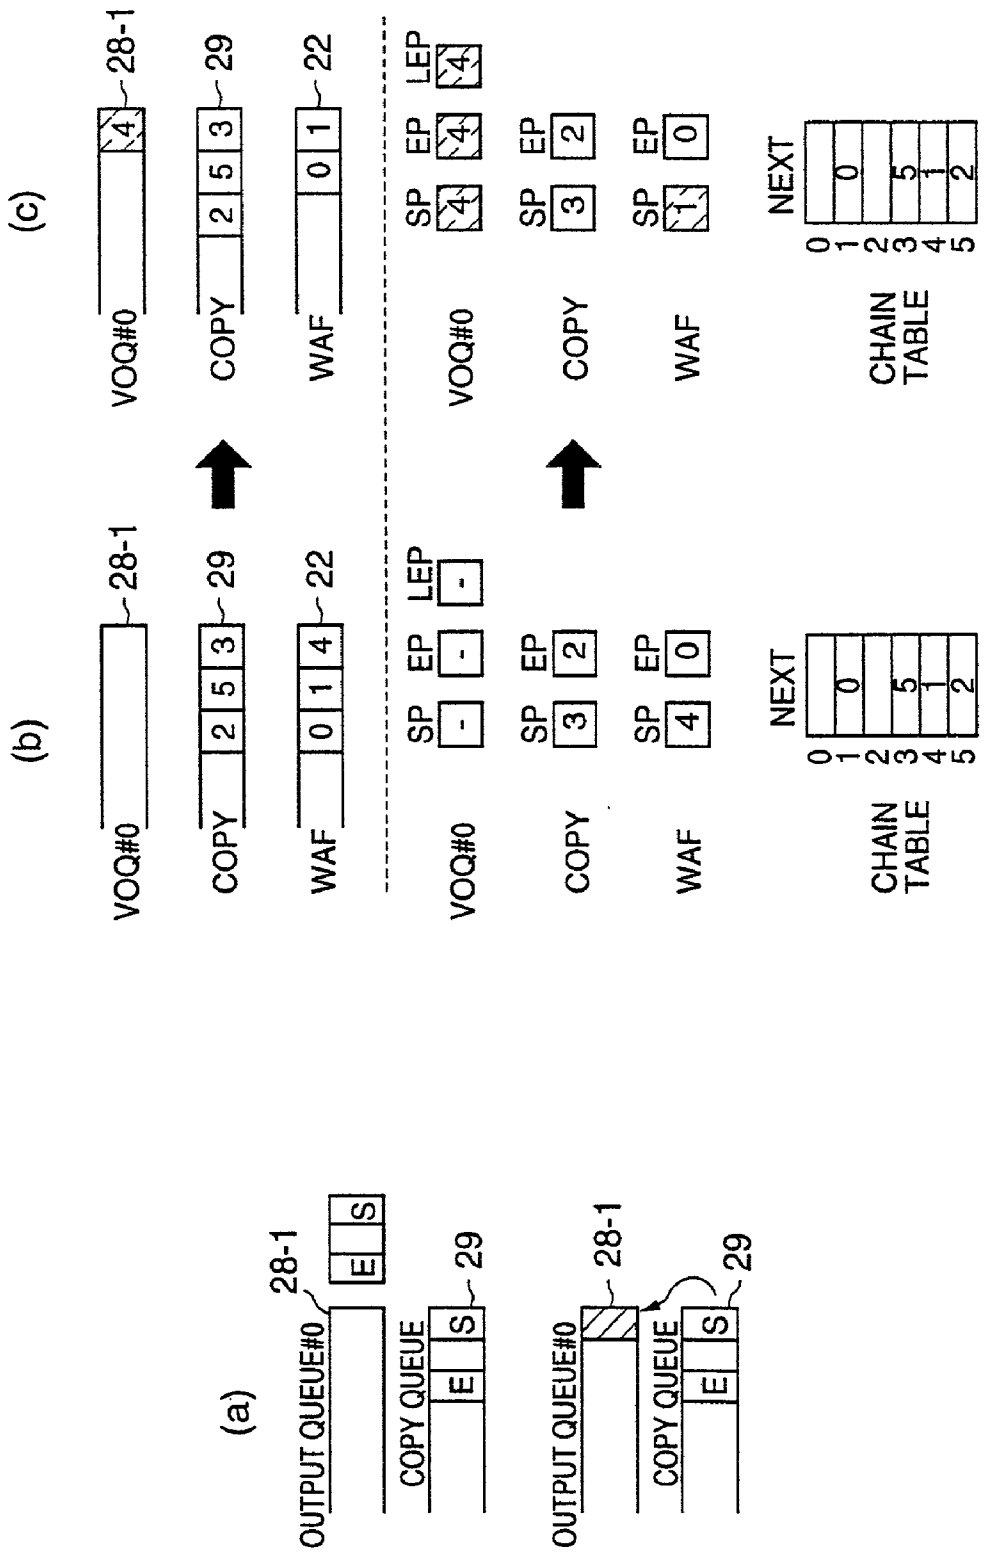 (a)
OUTPUT QUEUE#0
28-1
E S
COPY QUEUE
E S
29
OUTPUT QUEUE#0
28-1
COPY QUEUE
E S
29
(b)
VOQ#0
28-1
COPY 2 5 3
29
WAF 0 1 4
22
SP EP LEP
VOQ#0 - - -
SP EP
COPY 3 2
SP EP
WAF 4 0
NEXT
CHAIN
TABLE
0
1 0
2
3 5
4 1
5 2
(c)
VOQ#0 4
28-1
COPY 2 5 3
29
WAF 0 1
22
SP EP LEP
VOQ#0 4 4 4
SP EP
COPY 3 2
SP EP
WAF 1 0
NEXT
CHAIN
TABLE
0
1 0
2
3 5
4 1
5 2